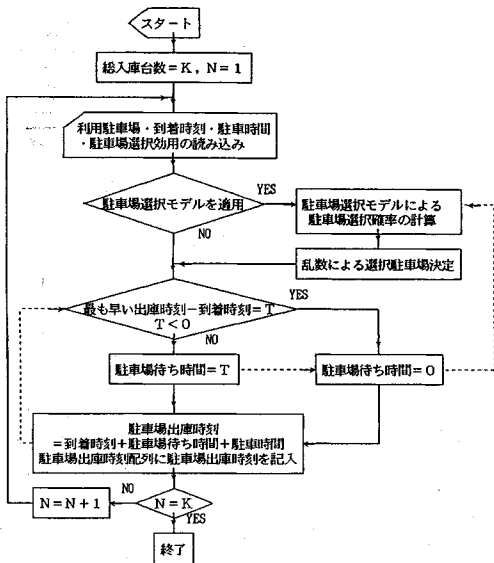 スタート
総入庫台数=K, N=1
利用駐車場・到着時刻・駐車時間
・駐車場選択効用の読み込み
駐車場選択モデルを適用
YES
NO
駐車場選択モデルによる
駐車場選択確率の計算
乱数による選択駐車場決定
最も早い出庫時刻-到着時刻=T
T<0
YES
NO
駐車場待ち時間=T
駐車場待ち時間=0
駐車場出庫時刻
=到着時刻+駐車場待ち時間+駐車時間
駐車場出庫時刻配列に駐車場出庫時刻を記入
N=N+1
NO
N=K
YES
終了